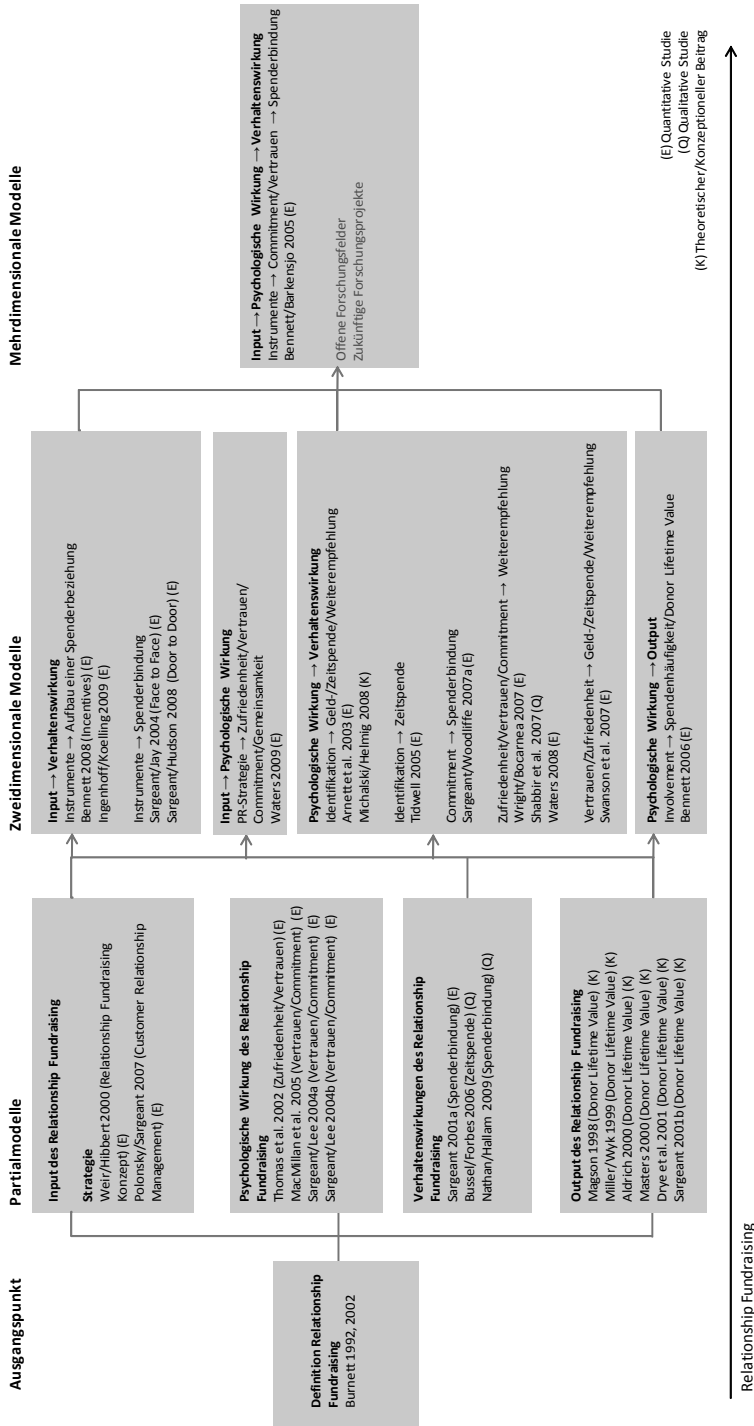 Ausgangspunkt
Partialmodelle
Zweidimensionale Modelle
Mehrdimensionale Modelle
Definition Relationship
Fundraising
Burnett 1992, 2002
Input des Relationship Fundraising
Strategie
Weir/Hibbert 2000 (Relationship Fundraising
Konzept) (E)
Polonsky/Sargeant 2007 (Customer Relationship
Management) (E)
Psychologische Wirkung des Relationship
Fundraising
Thomas et al. 2002 (Zufriedenheit/Vertrauen) (E)
MacMillan et al. 2005 (Vertrauen/Commitment) (E)
Sargeant/Lee 2004a (Vertrauen/Commitment) (E)
Sargeant/Lee 2004b (Vertrauen/Commitment) (E)
Verhaltenswirkungen des Relationship
Fundraising
Sargeant 2001a (Spenderbindung) (E)
Bussel/Forbes 2006 (Zeitspende) (Q)
Nathan/Hallam 2009 (Spenderbindung) (Q)
Output des Relationship Fundraising
Magson 1998 (Donor Lifetime Value) (K)
Miller/Wyk 1999 (Donor Lifetime Value) (K)
Aldrich 2000 (Donor Lifetime Value) (K)
Masters 2000 (Donor Lifetime Value) (K)
Drye et al. 2001 (Donor Lifetime Value) (K)
Sargeant 2001b (Donor Lifetime Value) (K)
Input → Verhaltenswirkung
Instrumente → Aufbau einer Spenderbeziehung
Bennett 2008 (Incentives) (E)
Ingenhoff/Koelling 2009 (E)
Instrumente → Spenderbindung
Sargeant/Jay 2004 (Face to Face) (E)
Sargeant/Hudson 2008 (Door to Door) (E)
Input → Psychologische Wirkung
PR-Strategie → Zufriedenheit/Vertrauen/
Commitment/Gemeinsamkeit
Waters 2009 (E)
Psychologische Wirkung → Verhaltenswirkung
Identifikation → Geld-/Zeitspende/Weiterempfehlung
Arnett et al. 2003 (E)
Michalski/Helmig 2008 (K)
Identifikation → Zeitspende
Tidwell 2005 (E)
Commitment → Spenderbindung
Sargeant/Woodliffe 2007a (E)
Zufriedenheit/Vertrauen/Commitment → Weiterempfehlung
Wright/Bocarnea 2007 (E)
Shabbir et al. 2007 (Q)
Waters 2008 (E)
Vertrauen/Zufriedenheit → Geld-/Zeitspende/Weiterempfehlung
Swanson et al. 2007 (E)
Psychologische Wirkung → Output
Involvement → Spendenhäufigkeit/Donor Lifetime Value
Bennett 2006 (E)
Input → Psychologische Wirkung → Verhaltenswirkung
Instrumente → Commitment/Vertrauen → Spenderbindung
Bennett/Barkensjo 2005 (E)
Offene Forschungsfelder
Zukünftige Forschungsprojekte
(E) Quantitative Studie
(Q) Qualitative Studie
(K) Theoretischer/Konzeptioneller Beitrag
Relationship Fundraising